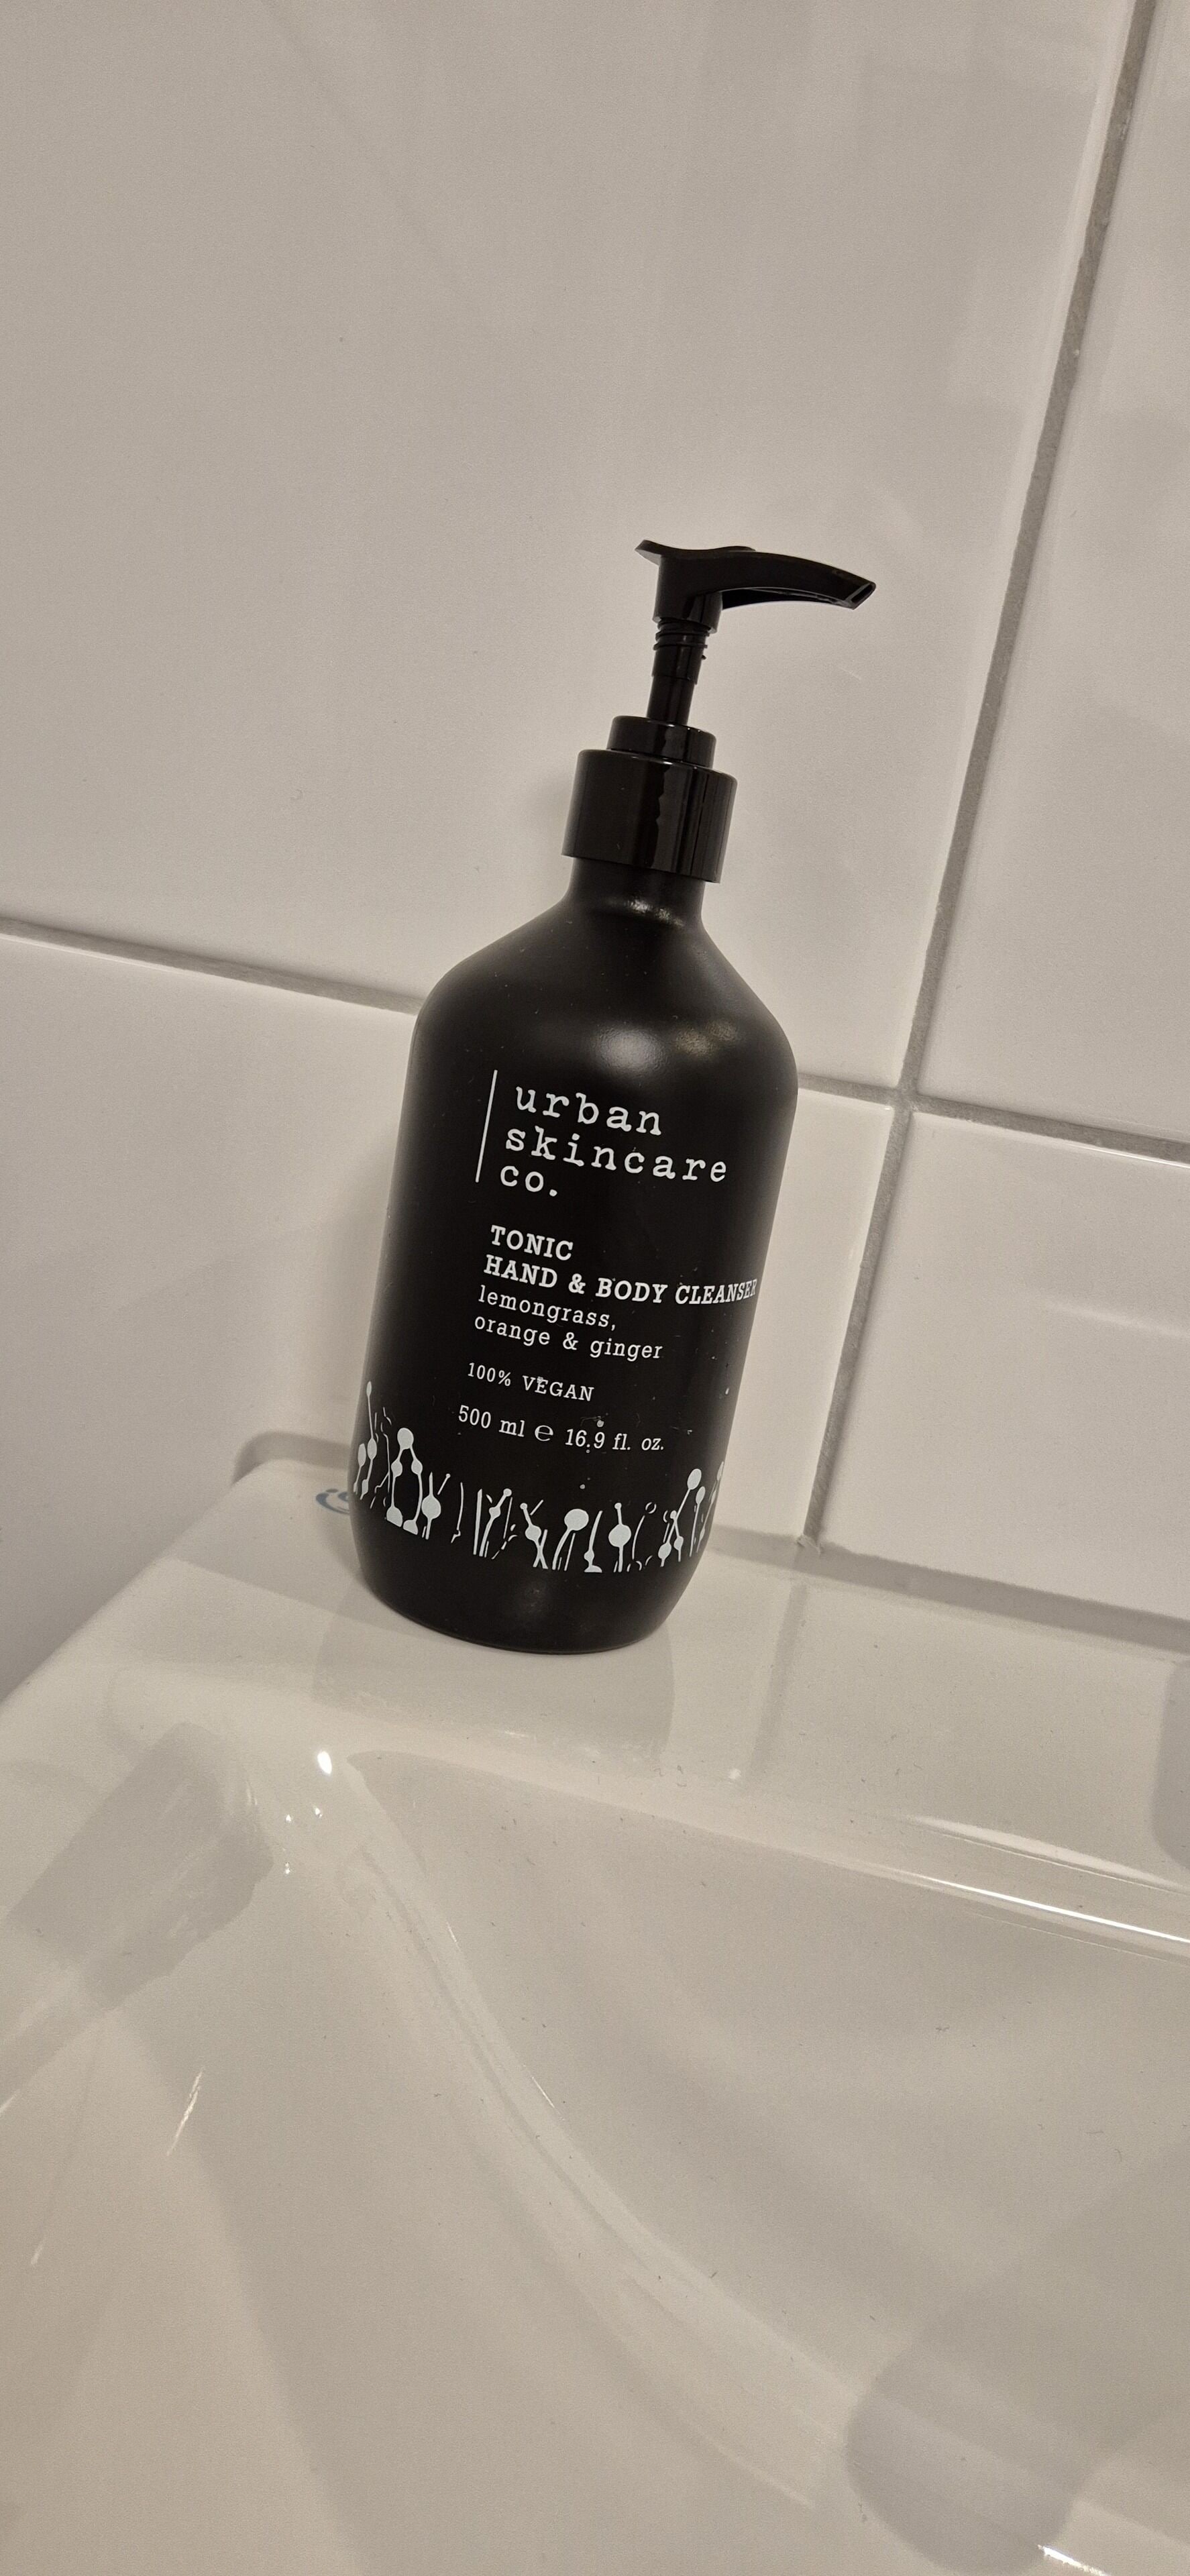 urban
skincare
co.
TONIC
HAND & BODY CLEANSER
lemongrass,
orange & ginger
100% VEGAN
500 ml ℮ 16.9 fl. oz.